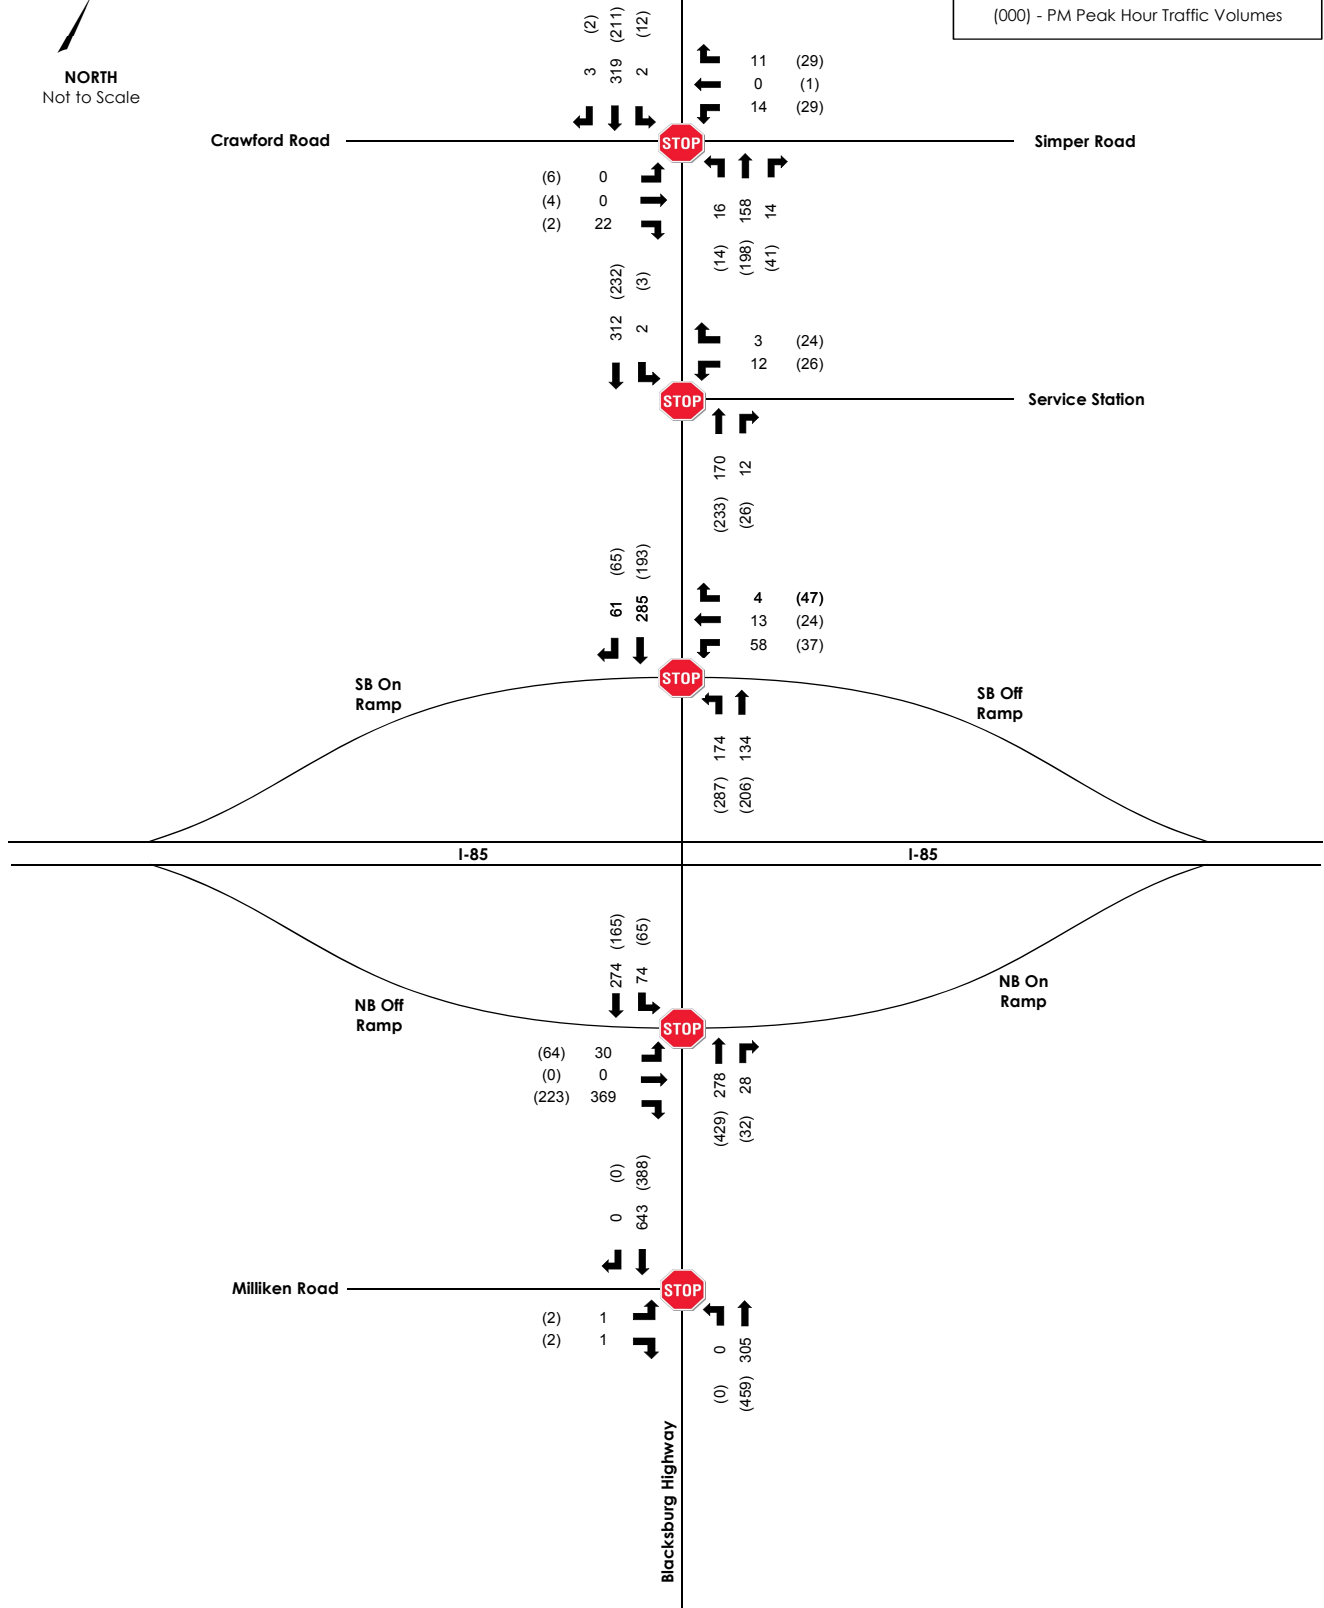 (000) - PM Peak Hour Traffic Volumes
NORTH
Not to Scale
(2) (211) (12)
3 319 2
11 (29)
0 (1)
14 (29)
Crawford Road
STOP
Simper Road
(6) 0
(4) 0
(2) 22
16 158 14
(14) (198) (41)
(232) (3)
312 2
3 (24)
12 (26)
STOP
Service Station
170 12
(233) (26)
(65) (193)
61 285
4 (47)
13 (24)
58 (37)
SB On
Ramp
STOP
SB Off
Ramp
174 134
(287) (206)
I-85
I-85
(165) (65)
274 74
NB Off
Ramp
STOP
NB On
Ramp
(64) 30
(0) 0
(223) 369
278 28
(429) (32)
(0) (388)
0 643
Milliken Road
STOP
(2) 1
(2) 1
0 305
(0) (459)
Blacksburg Highway